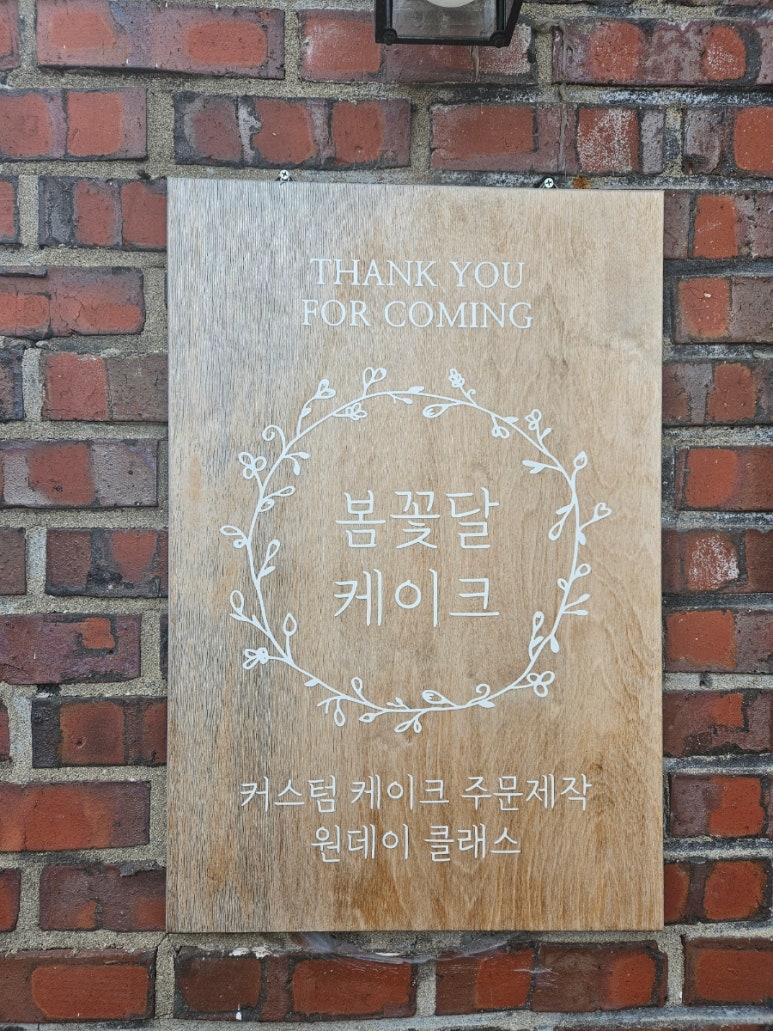 THANK YOU
FOR COMING
봄꽃달
케이크
커스텀 케이크 주문제작
원데이 클래스